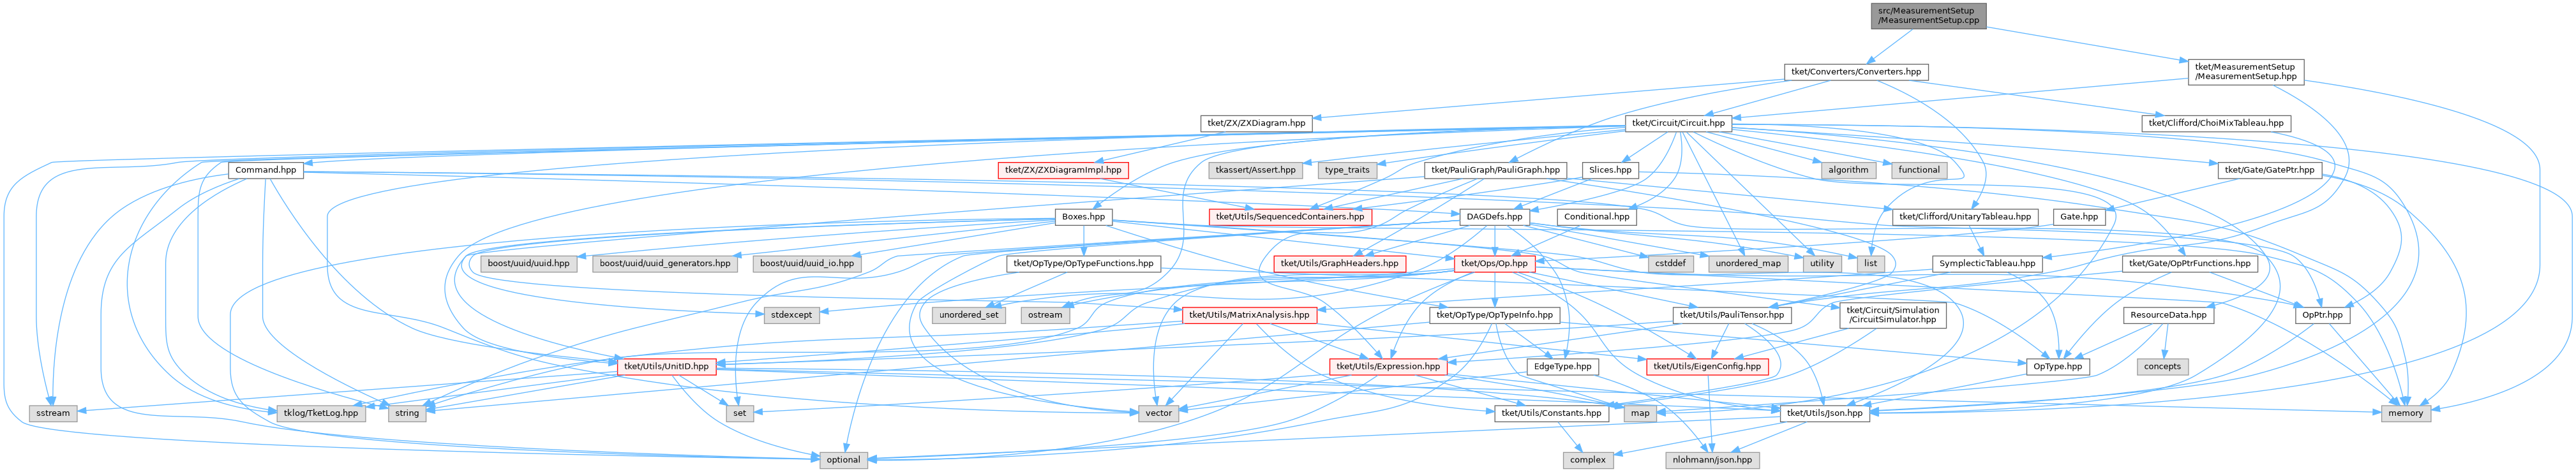 src/MeasurementSetup
/MeasurementSetup.cpp
tket/Converters/Converters.hpp
tket/MeasurementSetup
/MeasurementSetup.hpp
tket/ZX/ZXDiagram.hpp
tket/Circuit/Circuit.hpp
tket/Clifford/ChoiMixTableau.hpp
Command.hpp
tket/ZX/ZXDiagramImpl.hpp
tkassert/Assert.hpp
type_traits
tket/PauliGraph/PauliGraph.hpp
Slices.hpp
algorithm
functional
tket/Gate/GatePtr.hpp
Boxes.hpp
tket/Utils/SequencedContainers.hpp
DAGDefs.hpp
Conditional.hpp
tket/Clifford/UnitaryTableau.hpp
Gate.hpp
boost/uuid/uuid.hpp
boost/uuid/uuid_generators.hpp
boost/uuid/uuid_io.hpp
tket/OpType/OpTypeFunctions.hpp
tket/Utils/GraphHeaders.hpp
tket/Ops/Op.hpp
cstddef
unordered_map
utility
list
SymplecticTableau.hpp
tket/Gate/OpPtrFunctions.hpp
stdexcept
unordered_set
ostream
tket/Utils/MatrixAnalysis.hpp
tket/OpType/OpTypeInfo.hpp
tket/Utils/PauliTensor.hpp
tket/Circuit/Simulation
/CircuitSimulator.hpp
ResourceData.hpp
OpPtr.hpp
tket/Utils/UnitID.hpp
tket/Utils/Expression.hpp
EdgeType.hpp
tket/Utils/EigenConfig.hpp
OpType.hpp
concepts
sstream
tklog/TketLog.hpp
string
set
vector
tket/Utils/Constants.hpp
map
tket/Utils/Json.hpp
memory
optional
complex
nlohmann/json.hpp